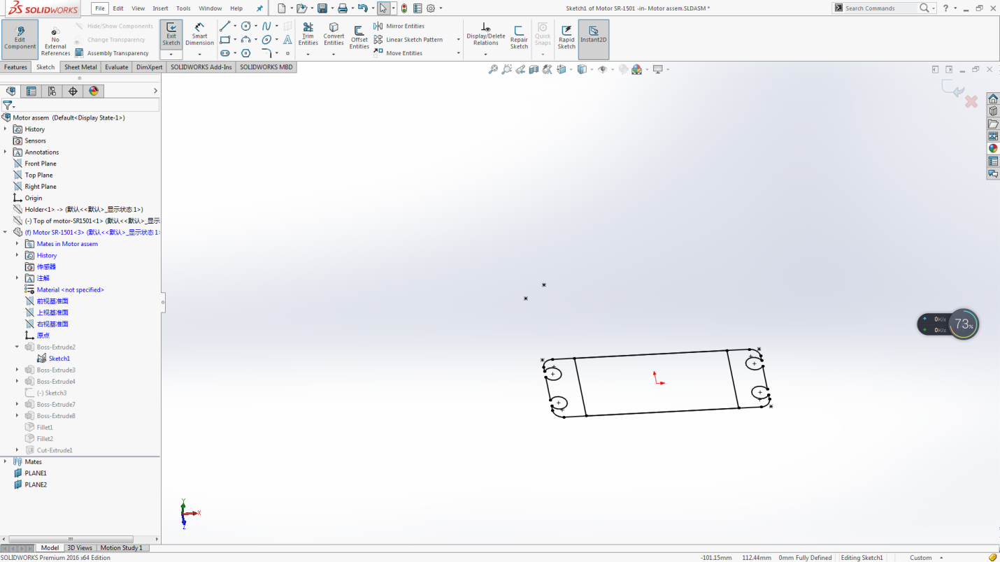 SOLIDWORKS
File Edit View Insert Tools Window Help
Sketch1 of Motor SR-1501 -in- Motor assem.SLDASM *
Search Commands
Edit Component
No External References
Hide/Show Components
Change Transparency
Assembly Transparency
Exit Sketch
Smart Dimension
Trim Entities
Convert Entities
Offset Entities
Mirror Entities
Linear Sketch Pattern
Move Entities
Display/Delete Relations
Repair Sketch
Quick Snaps
Rapid Sketch
Instant2D
Features Sketch Sheet Metal Evaluate DimXpert SOLIDWORKS Add-Ins SOLIDWORKS MBD
Motor assem (Default<Display State-1>)
History
Sensors
Annotations
Front Plane
Top Plane
Right Plane
Origin
Holder<1> -> (默认<<默认>_显示状态 1>)
(-) Top of motor-SR1501<1> (默认<<默认>_显示
(f) Motor SR-1501<3> (默认<<默认>_显示状态 1>
Mates in Motor assem
History
传感器
注解
Material <not specified>
前视基准面
上视基准面
右视基准面
原点
Boss-Extrude2
Sketch1
Boss-Extrude3
Boss-Extrude4
(-) Sketch3
Boss-Extrude7
Boss-Extrude8
Fillet1
Fillet2
Cut-Extrude1
Mates
PLANE1
PLANE2
0K/s
0K/s
73%
Y
X
Z
Model 3D Views Motion Study 1
SOLIDWORKS Premium 2016 x64 Edition
-101.15mm 112.44mm 0mm Fully Defined Editing Sketch1 Custom